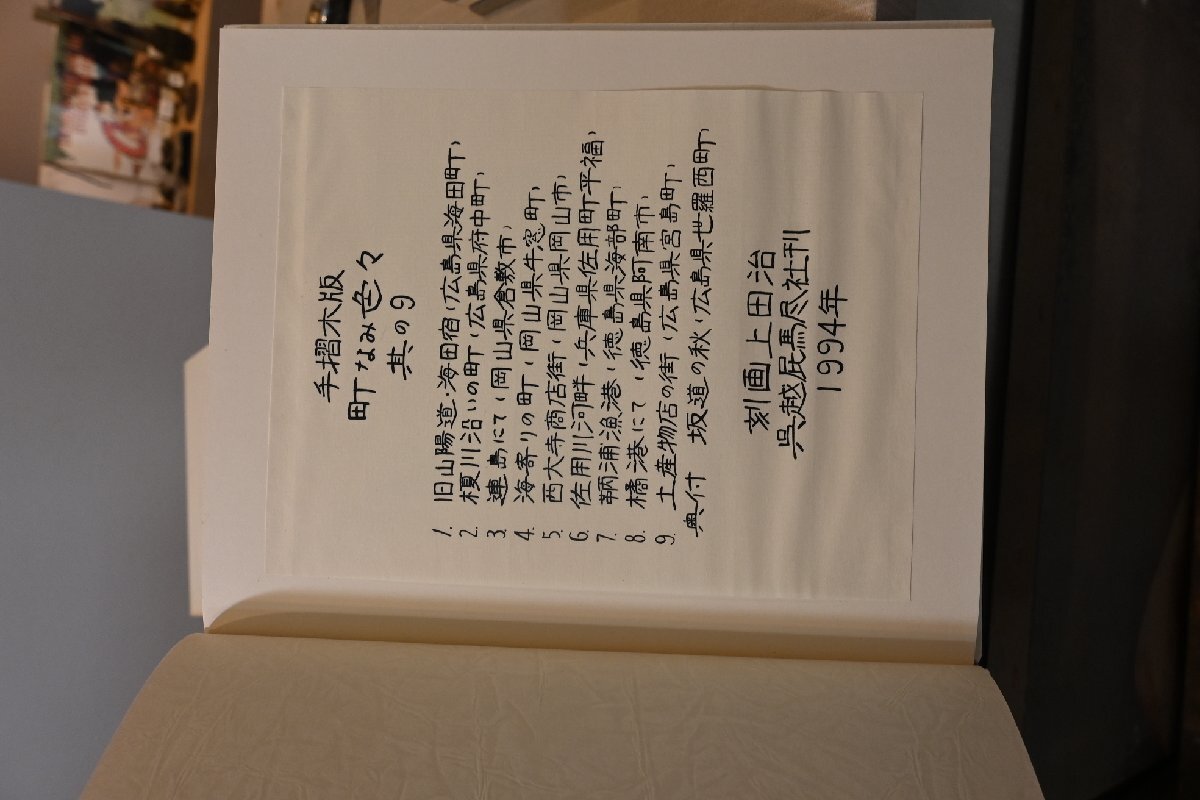 手摺木版
町なみ色々
其の9
1. 旧山陽道・海田宿(広島県海田町)
2. 榎川沿いの町(広島県府中町)
3. 連島にて(岡山県倉敷市)
4. 海寄りの町(岡山県牛窓町)
5. 西大寺商店街(岡山県岡山市)
6. 佐用川河畔(兵庫県佐用町平福)
7. 鞆浦漁港(徳島県海部町)
8. 橘港にて(徳島県阿南市)
9. 土産物店の街(広島県宮島町)
奥付 坂道の秋(広島県世羅西町)
刻画上田治
呉越屁馬尽社刊
1994年